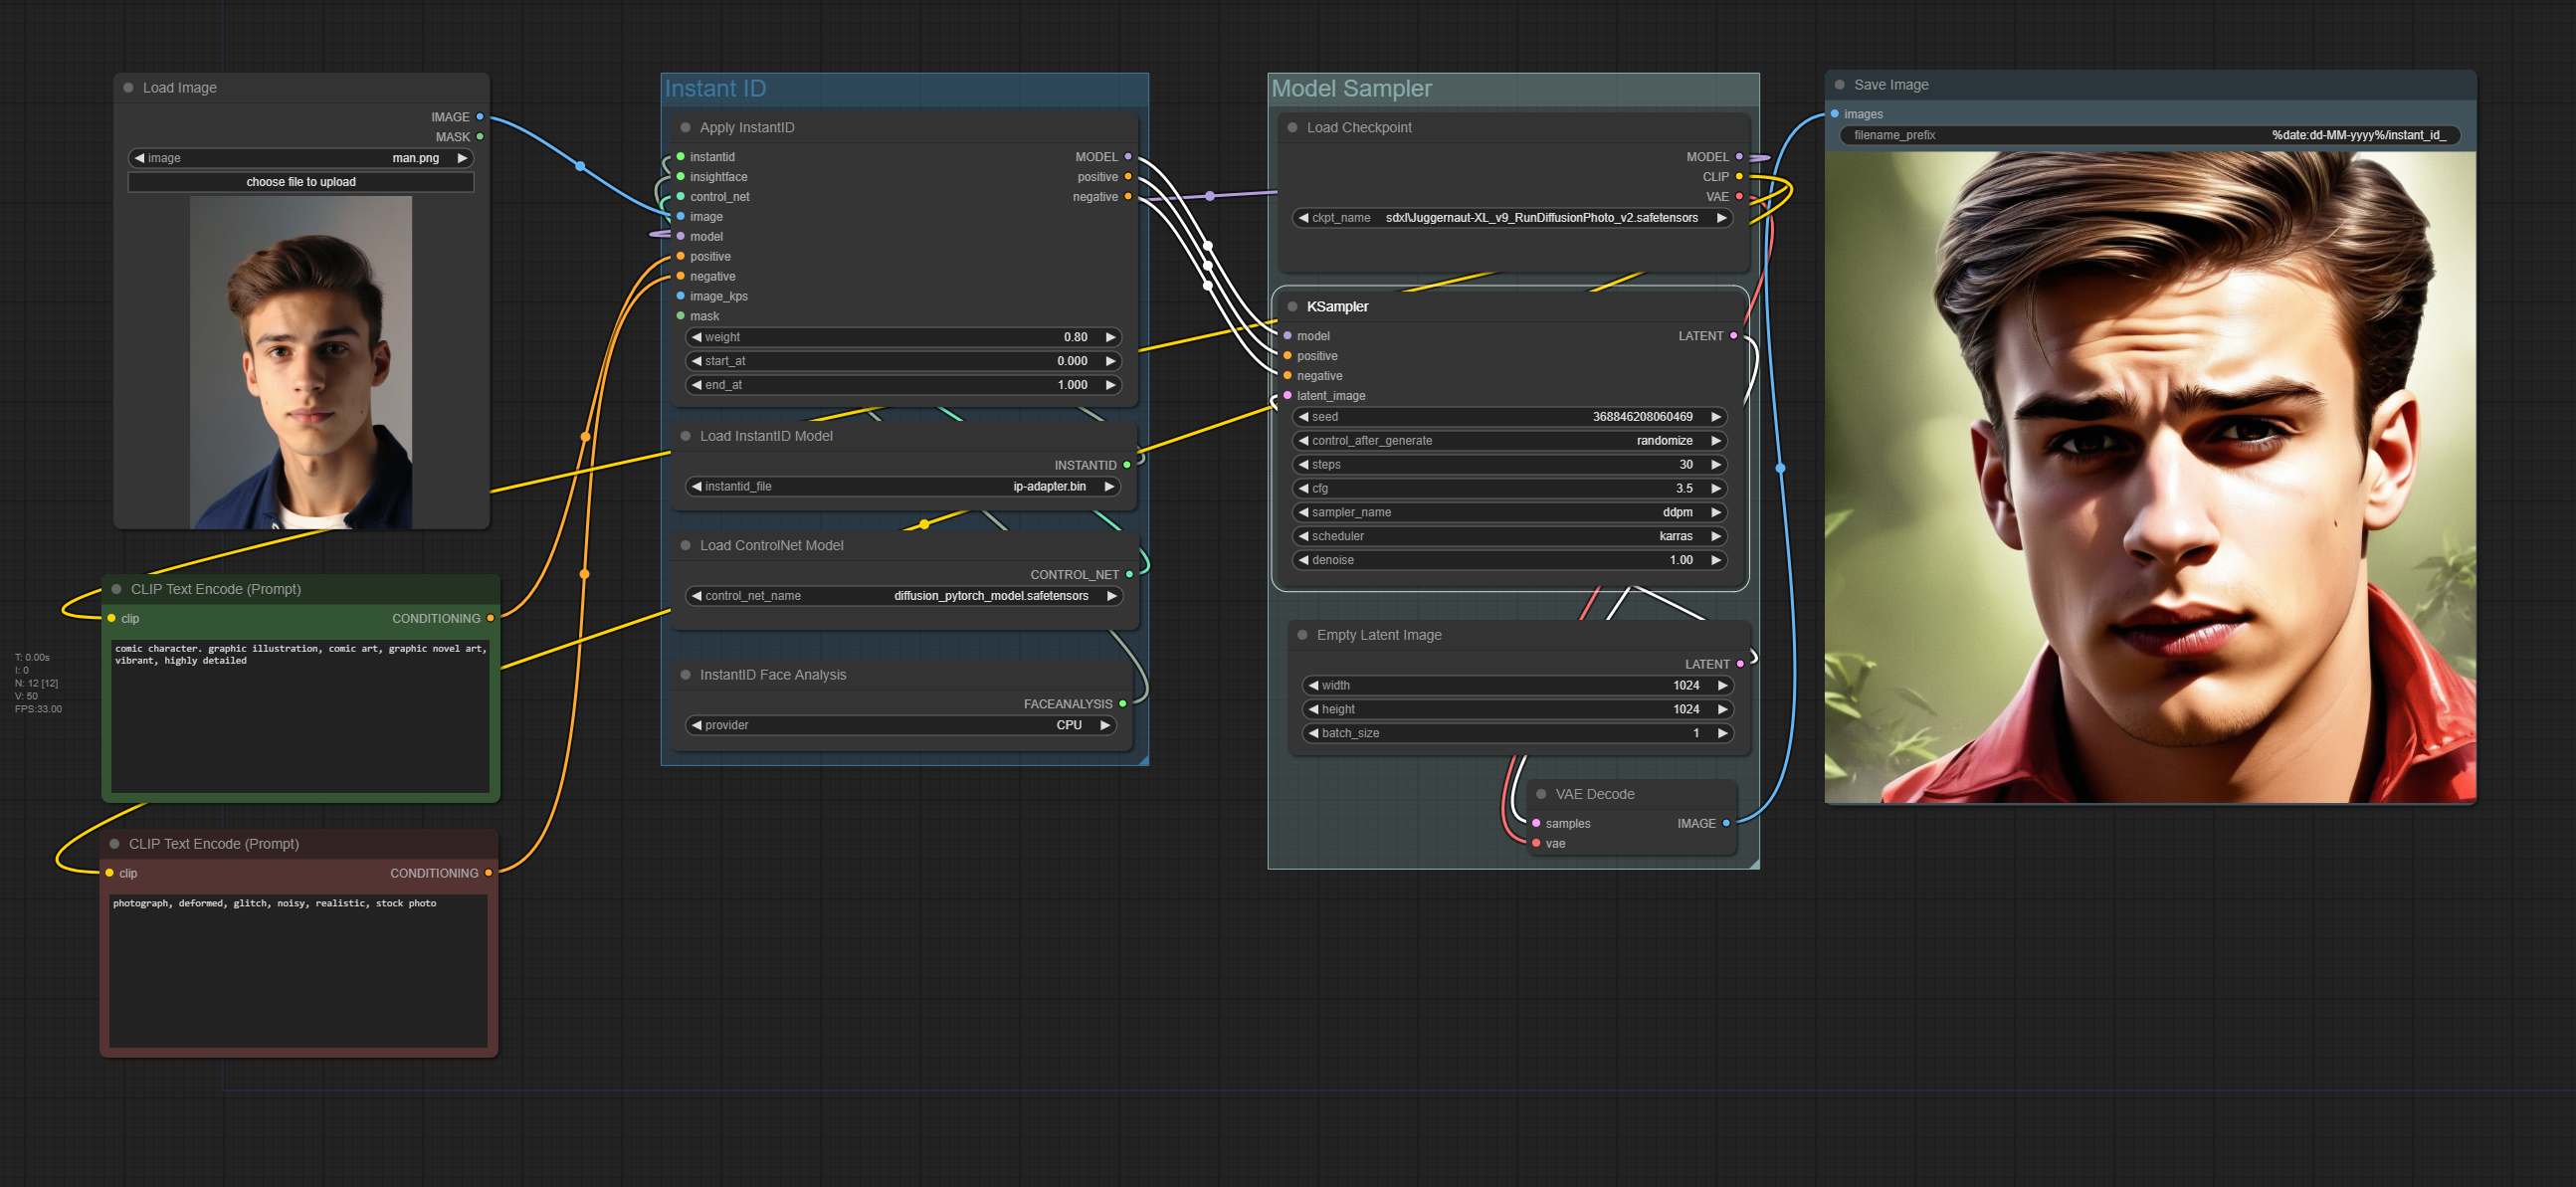 Load Image
IMAGE
MASK
image man.png
choose file to upload
CLIP Text Encode (Prompt)
clip CONDITIONING
comic character. graphic illustration, comic art, graphic novel art,
vibrant, highly detailed
T: 0.00s
I: 0
N: 12 [12]
V: 50
FPS:33.00
CLIP Text Encode (Prompt)
clip CONDITIONING
photograph, deformed, glitch, noisy, realistic, stock photo
Instant ID
Apply InstantID
instantid MODEL
insightface positive
control_net negative
image
model
positive
negative
image_kps
mask
weight 0.80
start_at 0.000
end_at 1.000
Load InstantID Model
INSTANTID
instantid_file ip-adapter.bin
Load ControlNet Model
CONTROL_NET
control_net_name diffusion_pytorch_model.safetensors
InstantID Face Analysis
FACEANALYSIS
provider CPU
Model Sampler
Load Checkpoint
MODEL
CLIP
VAE
ckpt_name sdxl\Juggernaut-XL_v9_RunDiffusionPhoto_v2.safetensors
KSampler
model LATENT
positive
negative
latent_image
seed 368846208060469
control_after_generate randomize
steps 30
cfg 3.5
sampler_name ddpm
scheduler karras
denoise 1.00
Empty Latent Image
LATENT
width 1024
height 1024
batch_size 1
VAE Decode
samples IMAGE
vae
Save Image
images
filename_prefix %date:dd-MM-yyyy%/instant_id_